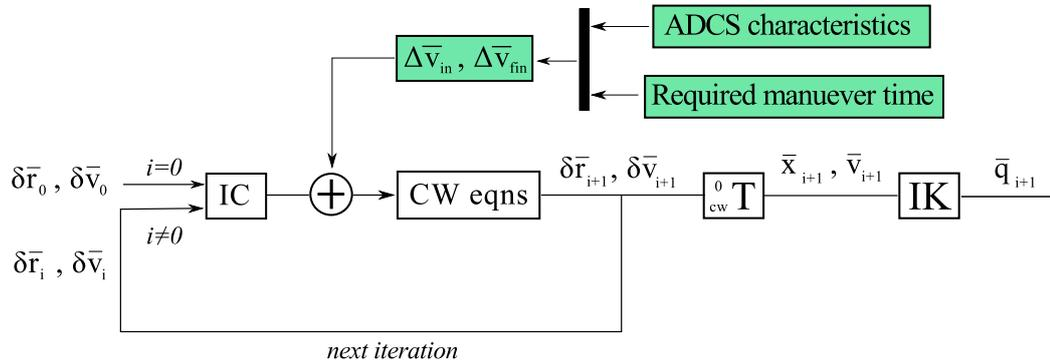 ADCS characteristics
Δv̅in , Δv̅fin
Required manuever time
δr̅0 , δv̅0
i=0
IC
+
CW eqns
δr̅i+1 , δv̅i+1
0
cw T
x̅i+1 , v̅i+1
IK
q̅i+1
i≠0
δr̅i , δv̅i
next iteration